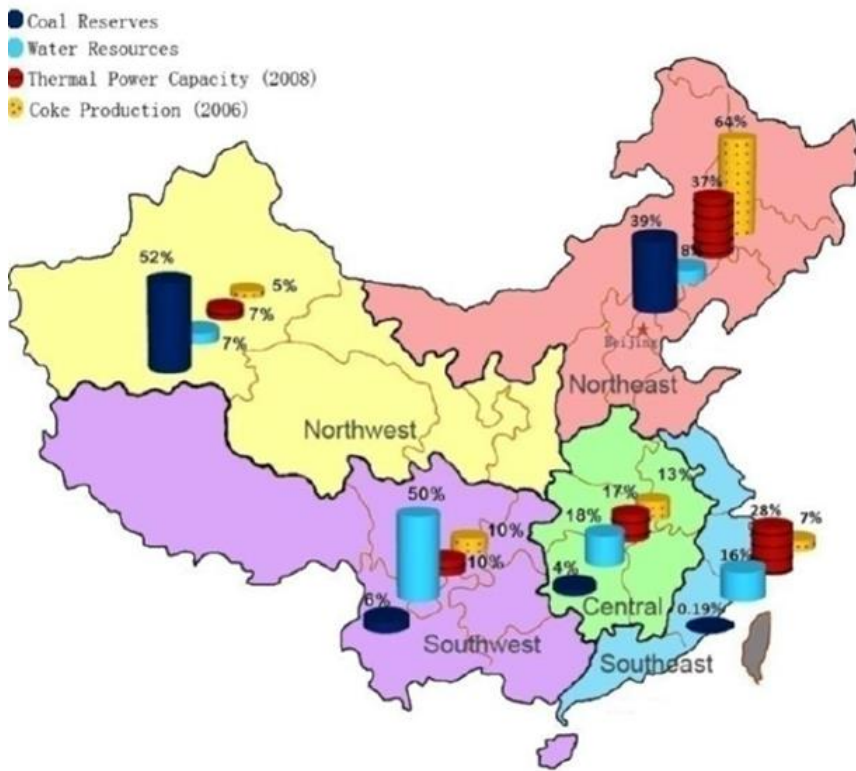 Coal Reserves
Water Resources
Thermal Power Capacity (2008)
Coke Production (2006)
64%
37%
39%
8%
Beijing
Northeast
52%
5%
7%
7%
Northwest
50%
10%
10%
6%
Southwest
13%
17%
18%
4%
Central
28%
7%
16%
0.19%
Southeast